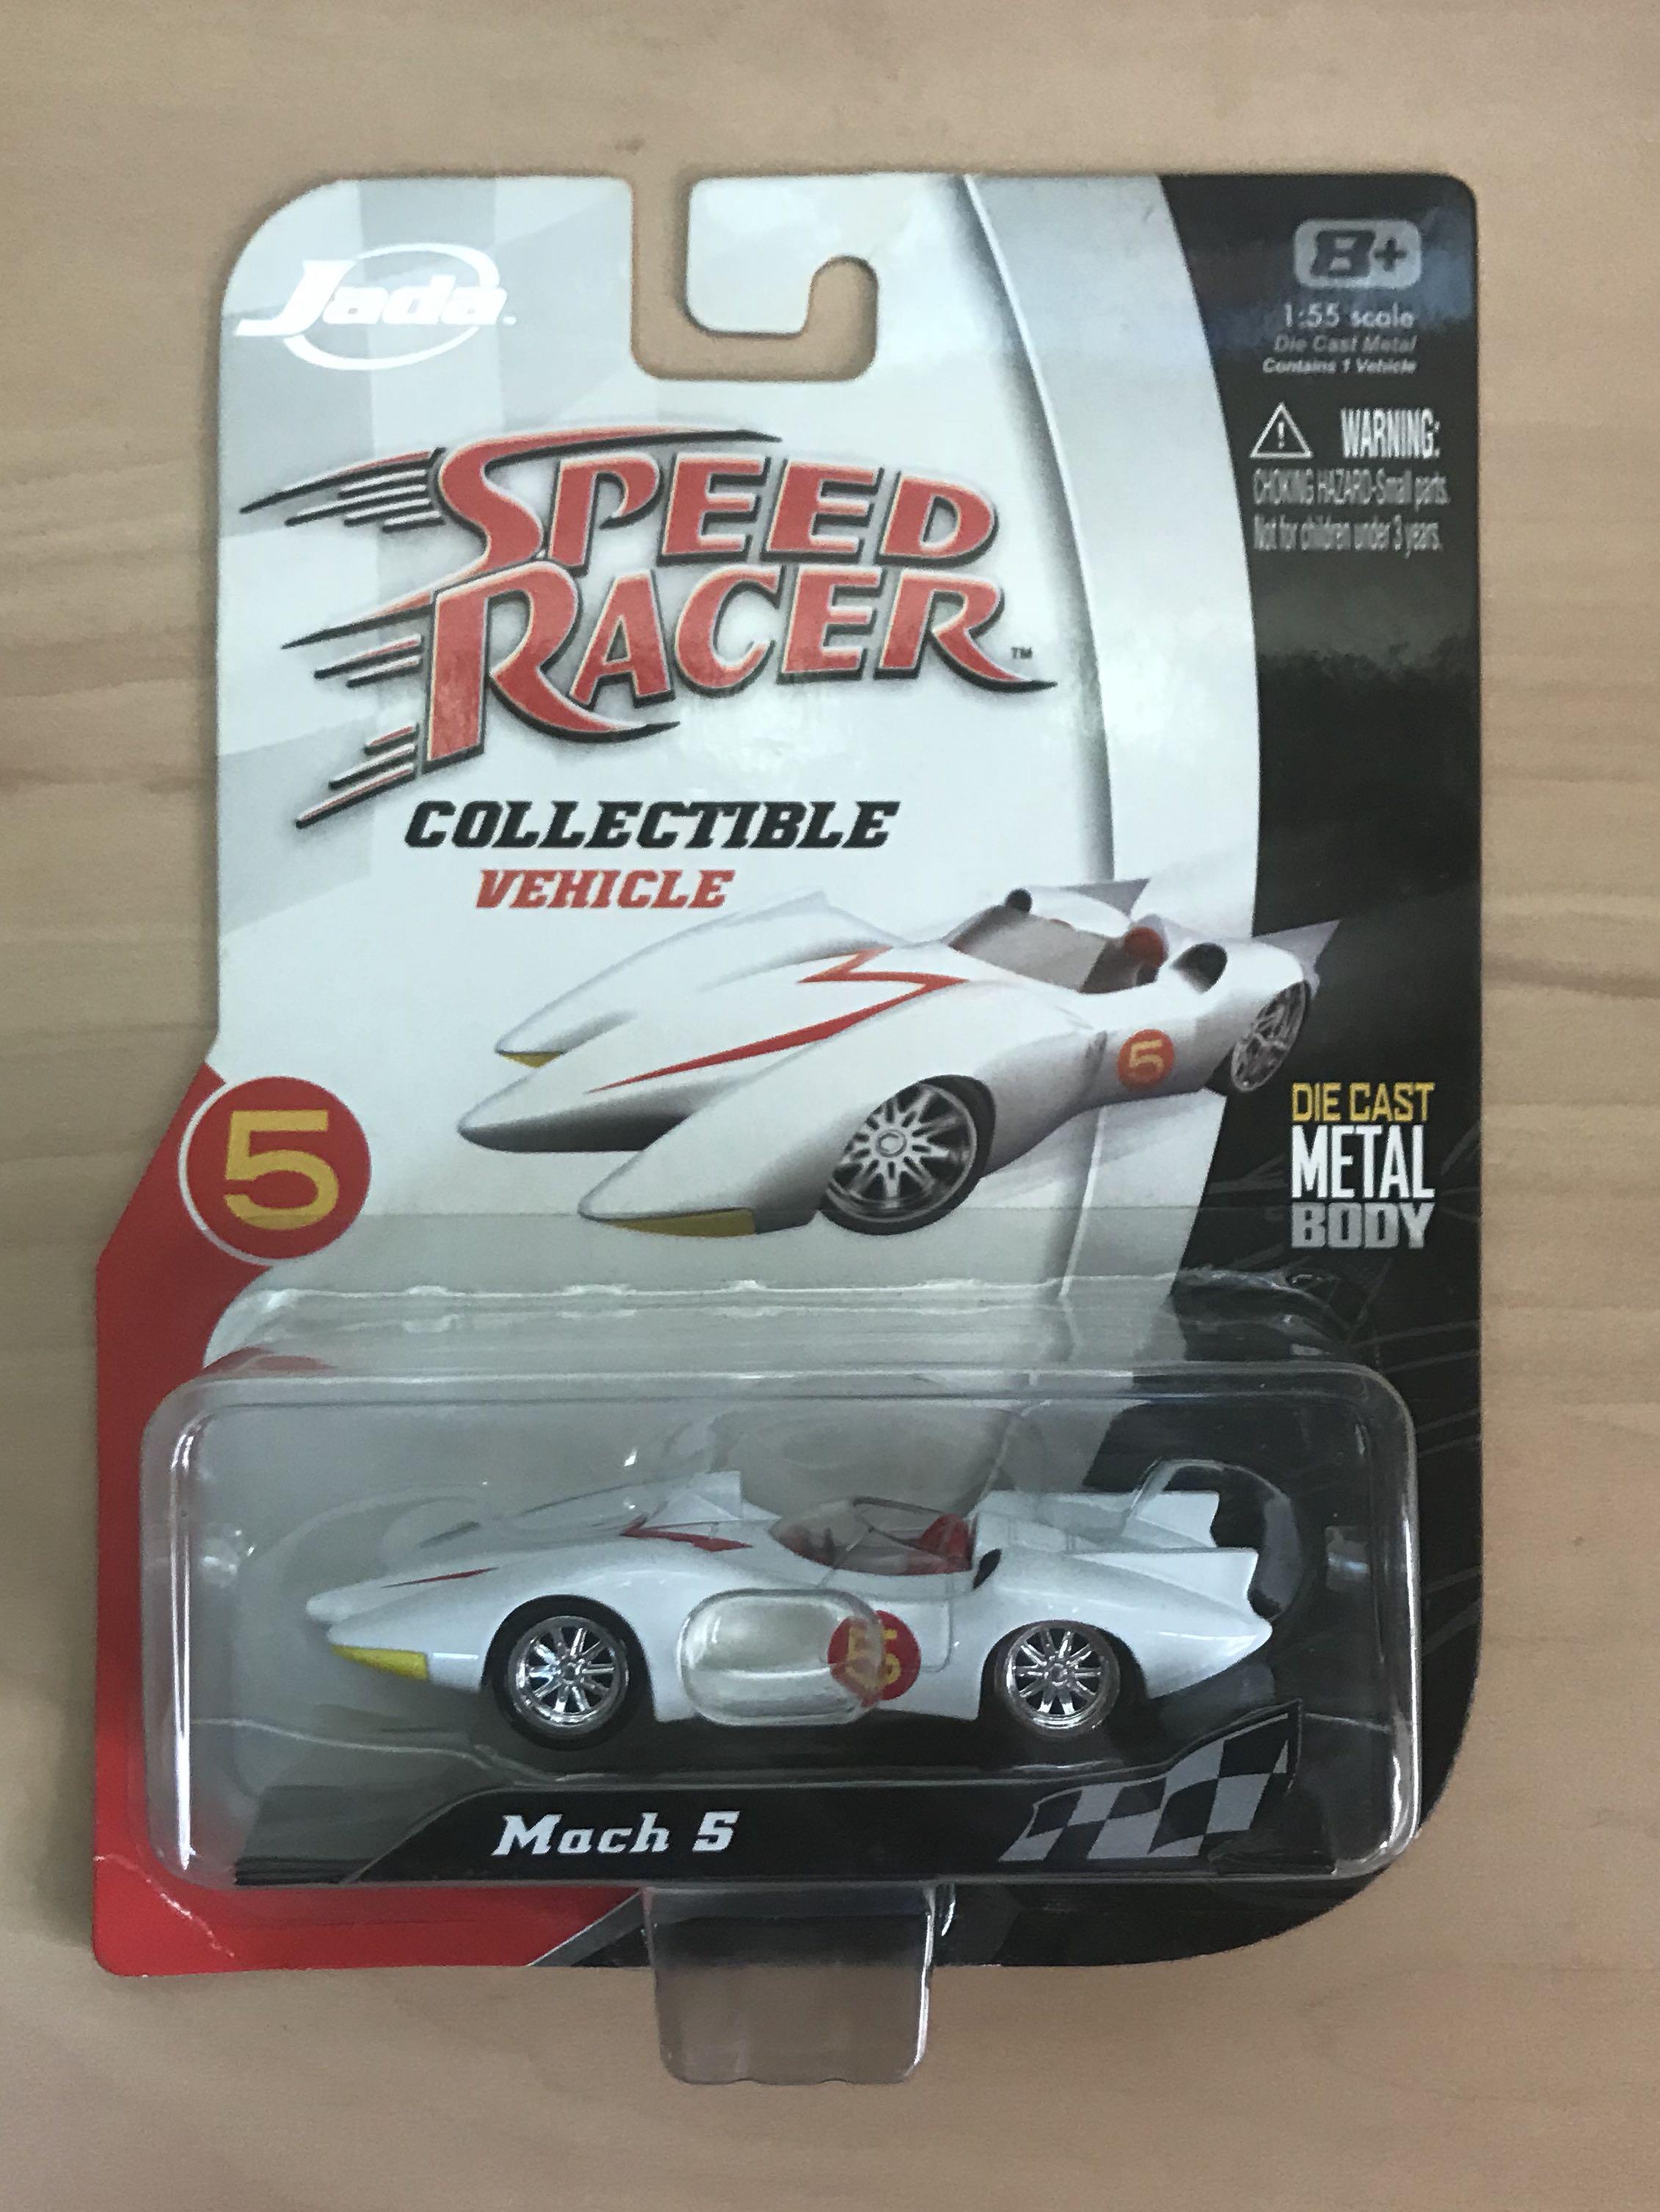 Jada
8+
1:55 scale
Die Cast Metal
Contains 1 Vehicle
WARNING:
CHOKING HAZARD-Small parts.
Not for children under 3 years.
SPEED
RACER™
COLLECTIBLE
VEHICLE
5
5
DIE CAST
METAL
BODY
5
Mach 5